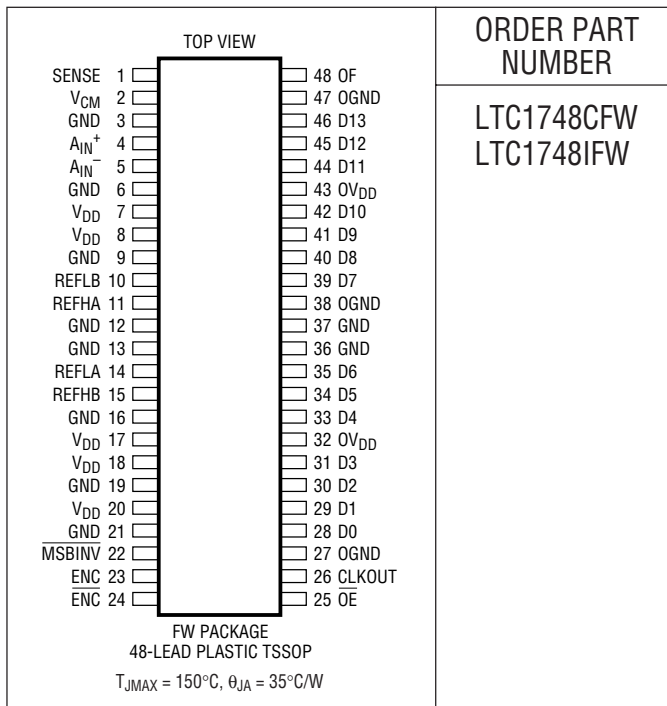 TOP VIEW
SENSE 1
V_CM 2
GND 3
A_IN^+ 4
A_IN^– 5
GND 6
V_DD 7
V_DD 8
GND 9
REFLB 10
REFHA 11
GND 12
GND 13
REFLA 14
REFHB 15
GND 16
V_DD 17
V_DD 18
GND 19
V_DD 20
GND 21
M̅S̅B̅I̅N̅V̅ 22
ENC 23
E̅N̅C̅ 24
48 OF
47 OGND
46 D13
45 D12
44 D11
43 OV_DD
42 D10
41 D9
40 D8
39 D7
38 OGND
37 GND
36 GND
35 D6
34 D5
33 D4
32 OV_DD
31 D3
30 D2
29 D1
28 D0
27 OGND
26 CLKOUT
25 O̅E̅
FW PACKAGE
48-LEAD PLASTIC TSSOP
T_JMAX = 150°C, θ_JA = 35°C/W
ORDER PART
NUMBER
LTC1748CFW
LTC1748IFW